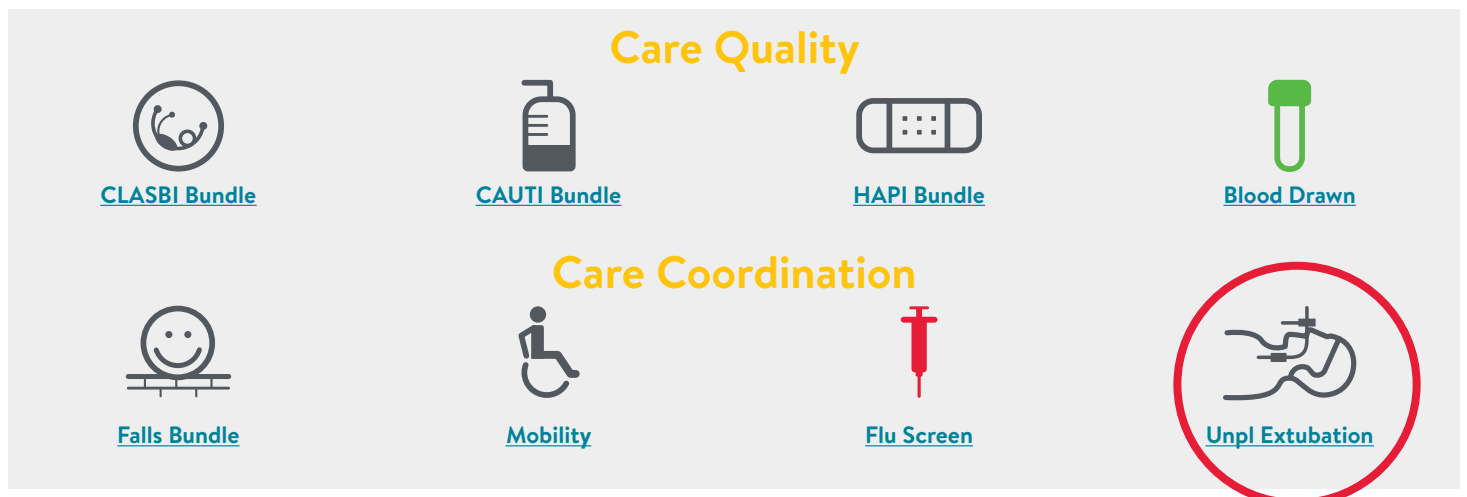 Care Quality
CLASBI Bundle
CAUTI Bundle
HAPI Bundle
Blood Drawn
Care Coordination
Falls Bundle
Mobility
Flu Screen
Unpl Extubation